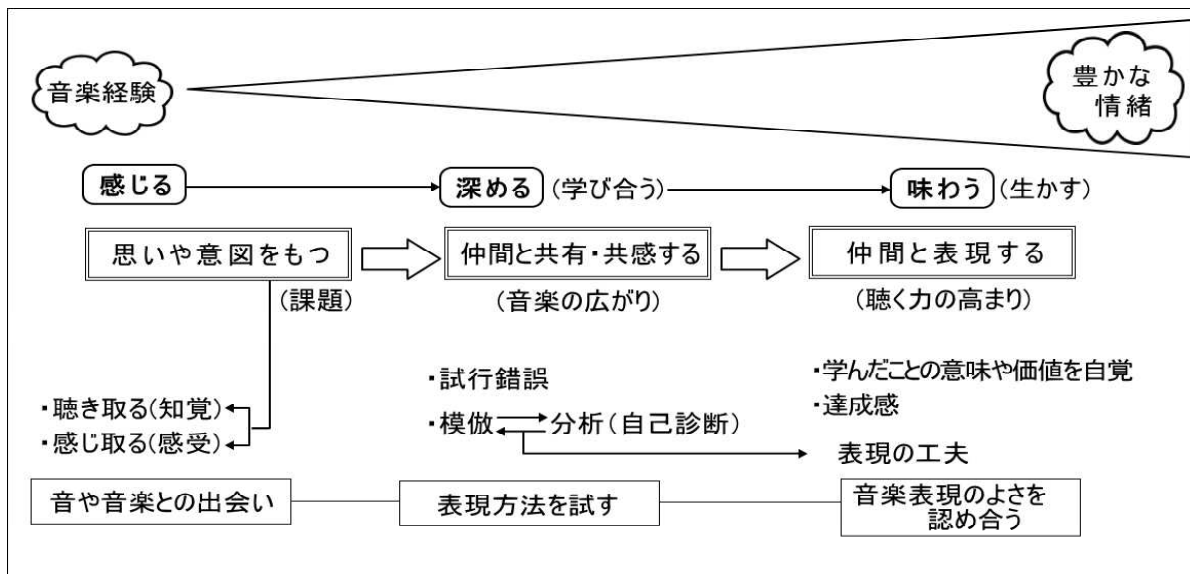 音楽経験
豊かな
情緒
感じる
深める(学び合う)
味わう(生かす)
思いや意図をもつ
仲間と共有・共感する
仲間と表現する
(課題)
(音楽の広がり)
(聴く力の高まり)
・聴き取る(知覚)
・感じ取る(感受)
・試行錯誤
・模倣
分析(自己診断)
・学んだことの意味や価値を自覚
・達成感
表現の工夫
音や音楽との出会い
表現方法を試す
音楽表現のよさを
認め合う